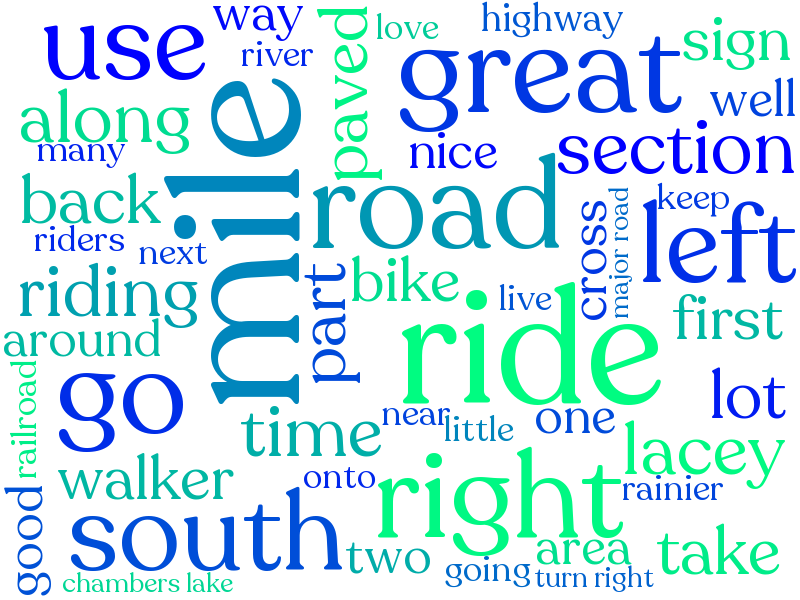 way
love
highway
use
river
paved
great
sign
along
well
many
nice
section
mile
back
road
cross
keep
riders
next
major road
left
riding
part
bike
live
first
around
ride
go
railroad
time
near
little
one
lot
walker
onto
right
lacey
good
south
rainier
two
going
area
take
chambers lake
turn right